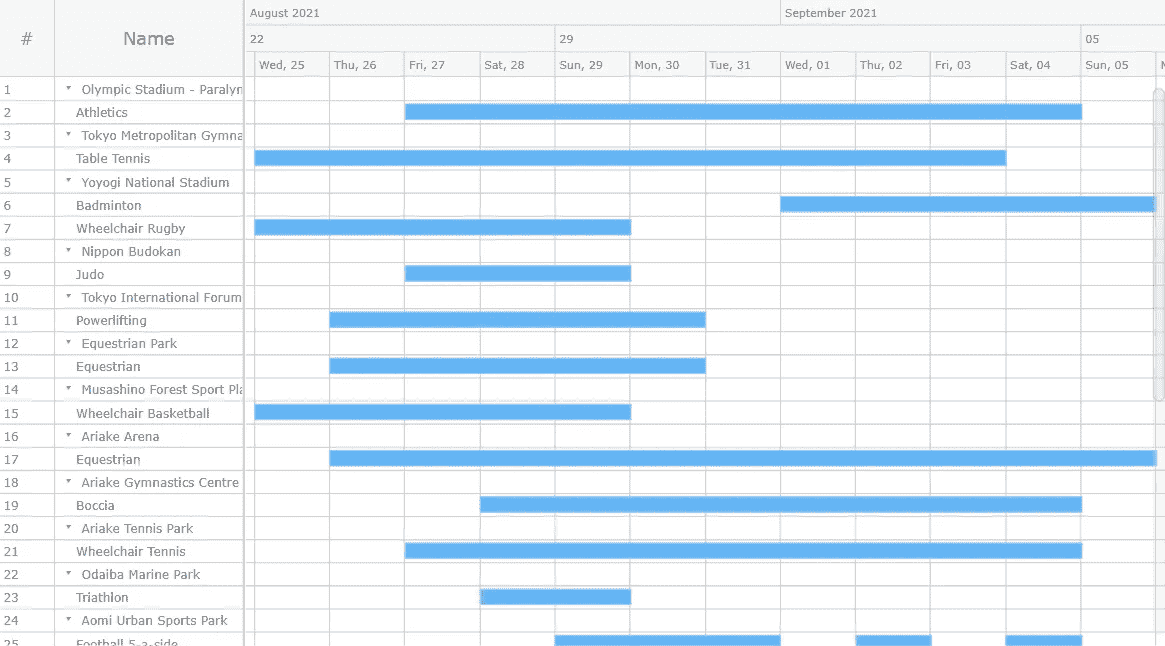 August 2021 September 2021
# Name
22 29 05
Wed, 25 Thu, 26 Fri, 27 Sat, 28 Sun, 29 Mon, 30 Tue, 31 Wed, 01 Thu, 02 Fri, 03 Sat, 04 Sun, 05 M
1 Olympic Stadium - Paralyn
2 Athletics
3 Tokyo Metropolitan Gymna
4 Table Tennis
5 Yoyogi National Stadium
6 Badminton
7 Wheelchair Rugby
8 Nippon Budokan
9 Judo
10 Tokyo International Forum
11 Powerlifting
12 Equestrian Park
13 Equestrian
14 Musashino Forest Sport Pla
15 Wheelchair Basketball
16 Ariake Arena
17 Equestrian
18 Ariake Gymnastics Centre
19 Boccia
20 Ariake Tennis Park
21 Wheelchair Tennis
22 Odaiba Marine Park
23 Triathlon
24 Aomi Urban Sports Park
25 Football 5-a-side